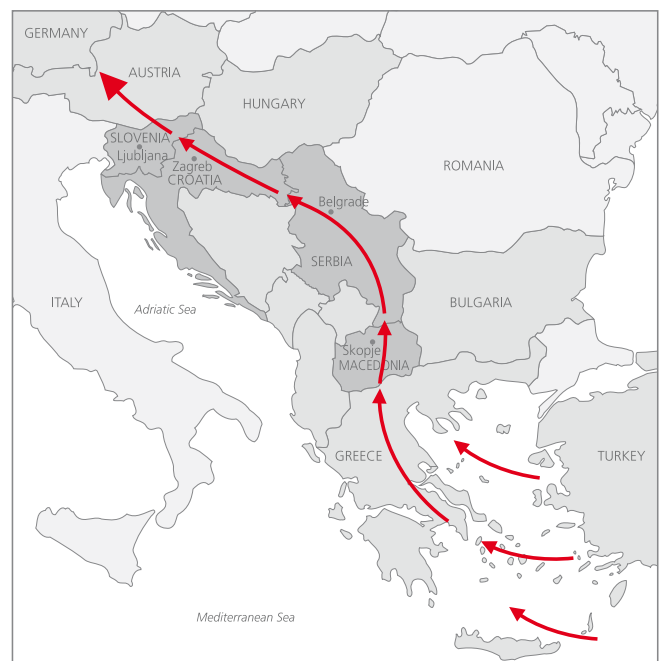 GERMANY
AUSTRIA
HUNGARY
SLOVENIA
Ljubljana
Zagreb
CROATIA
ROMANIA
Belgrade
SERBIA
ITALY
Adriatic Sea
BULGARIA
Skopje
MACEDONIA
GREECE
TURKEY
Mediterranean Sea